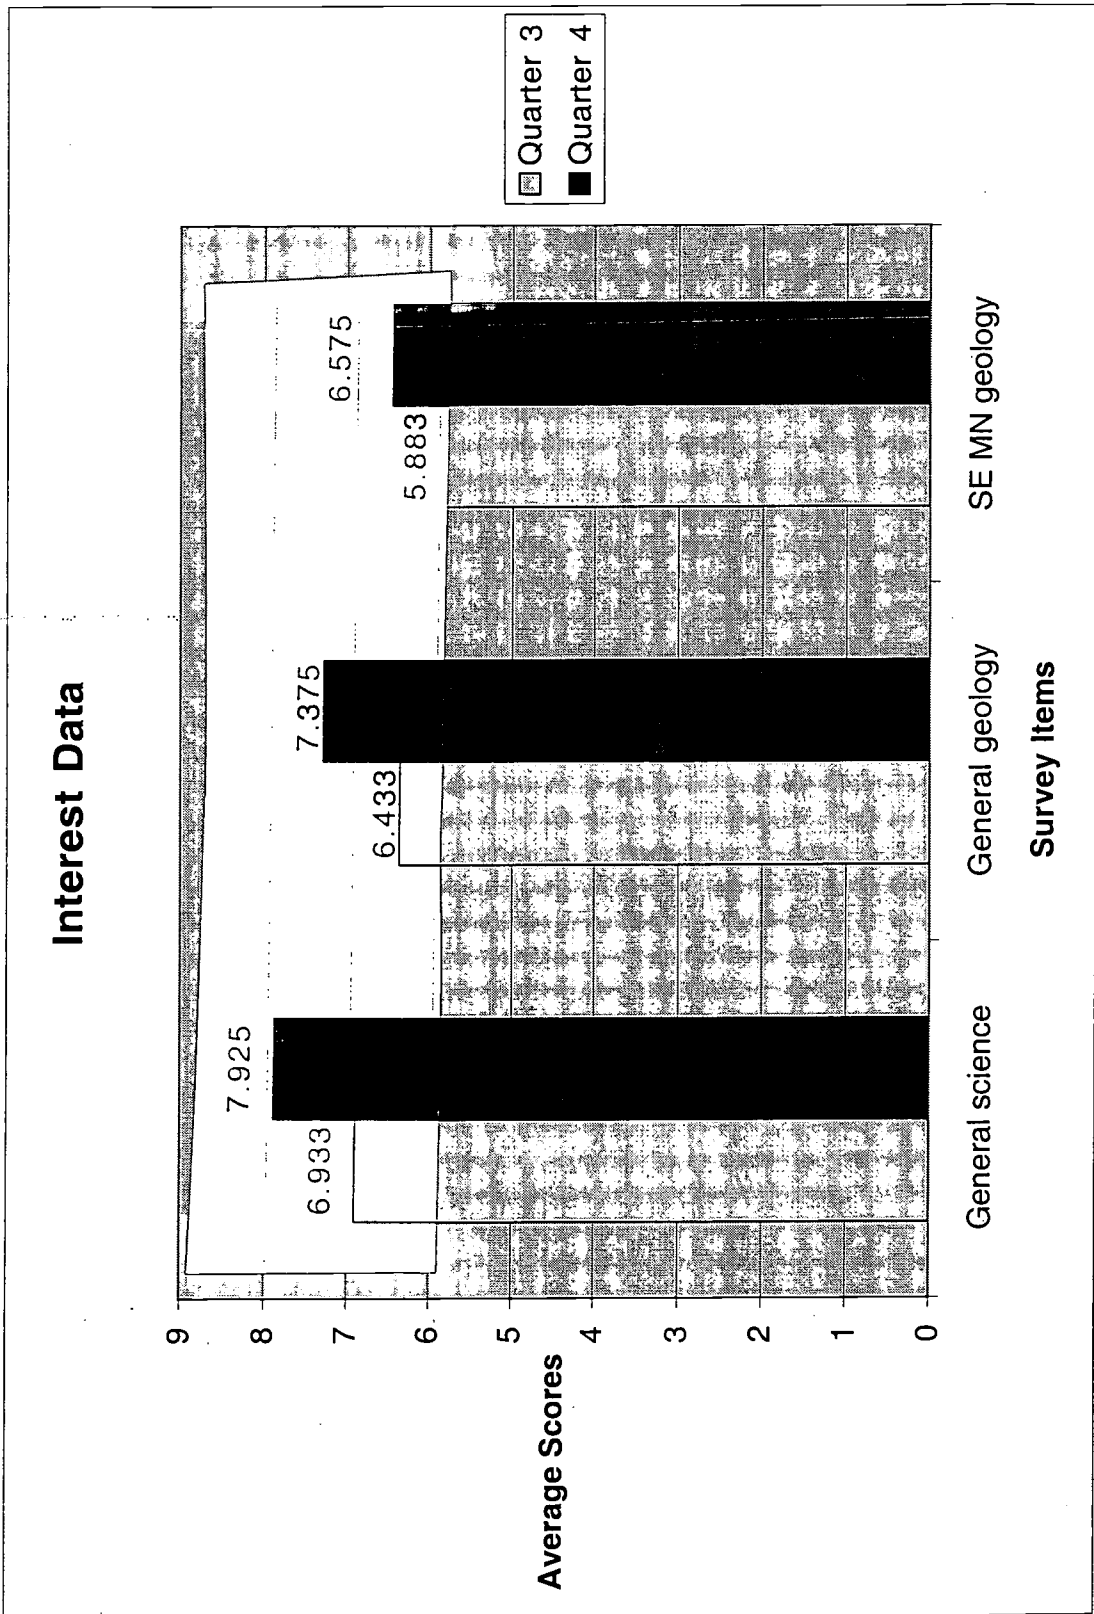 Interest Data
Quarter 3
Quarter 4
Average Scores
9
8
7
6
5
4
3
2
1
0
6.933
7.925
6.433
7.375
5.883
6.575
General science
General geology
SE MN geology
Survey Items